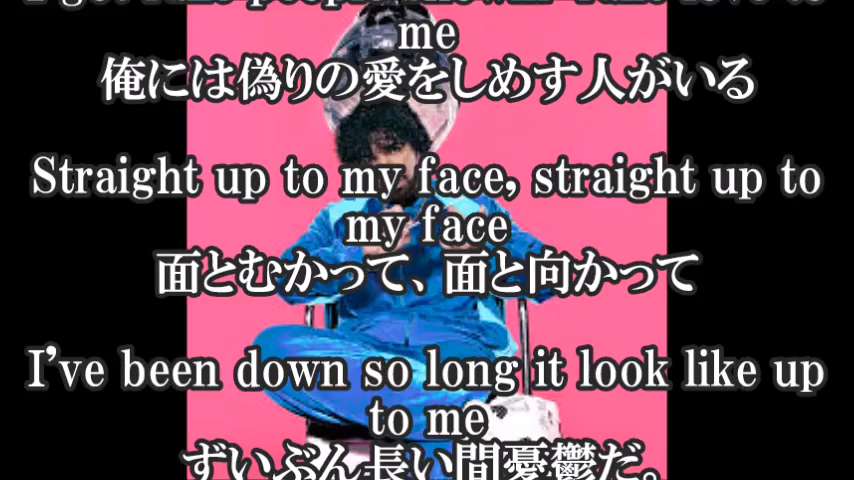 me
俺には偽りの愛をしめす人がいる
Straight up to my face, straight up to
my face
面とむかって、面と向かって
I've been down so long it look like up
to me
ずいぶん長い間憂鬱だ。